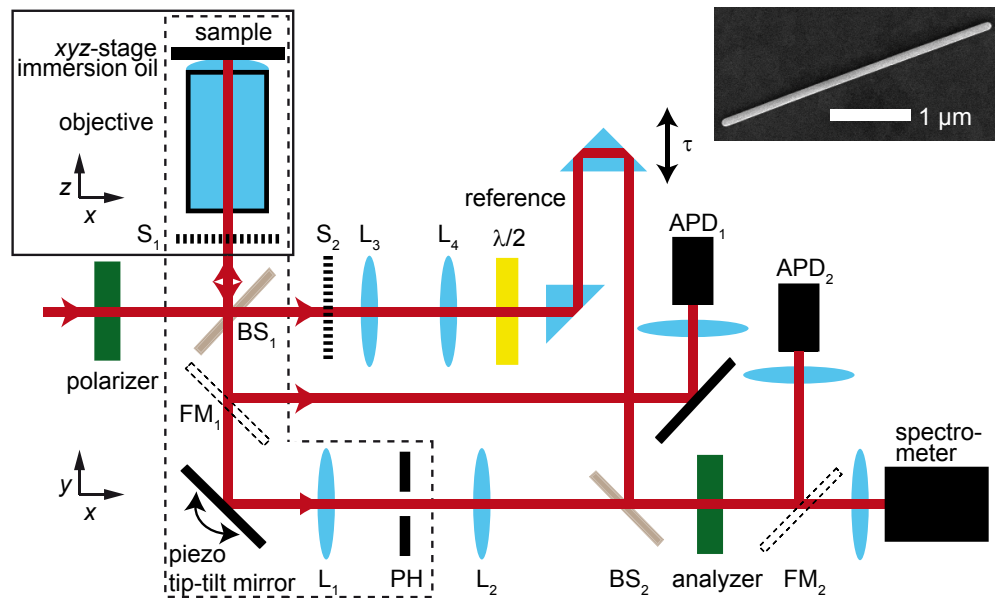 sample
xyz-stage
immersion oil
objective
z
x
S₁
1 µm
τ
reference
APD₁
APD₂
S₂
L₃
L₄
λ/2
BS₁
polarizer
FM₁
spectro-
meter
y
x
piezo
tip-tilt mirror
L₁
PH
L₂
BS₂
analyzer
FM₂